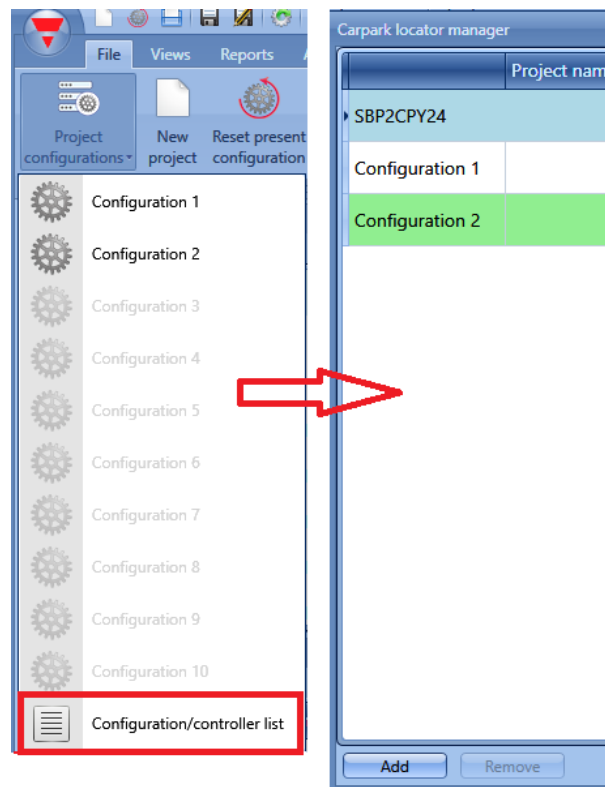 File Views Reports
Project configurations
New project
Reset present configuration
Configuration 1
Configuration 2
Configuration 3
Configuration 4
Configuration 5
Configuration 6
Configuration 7
Configuration 8
Configuration 9
Configuration 10
Configuration/controller list
Carpark locator manager
Project nam
SBP2CPY24
Configuration 1
Configuration 2
Add Remove